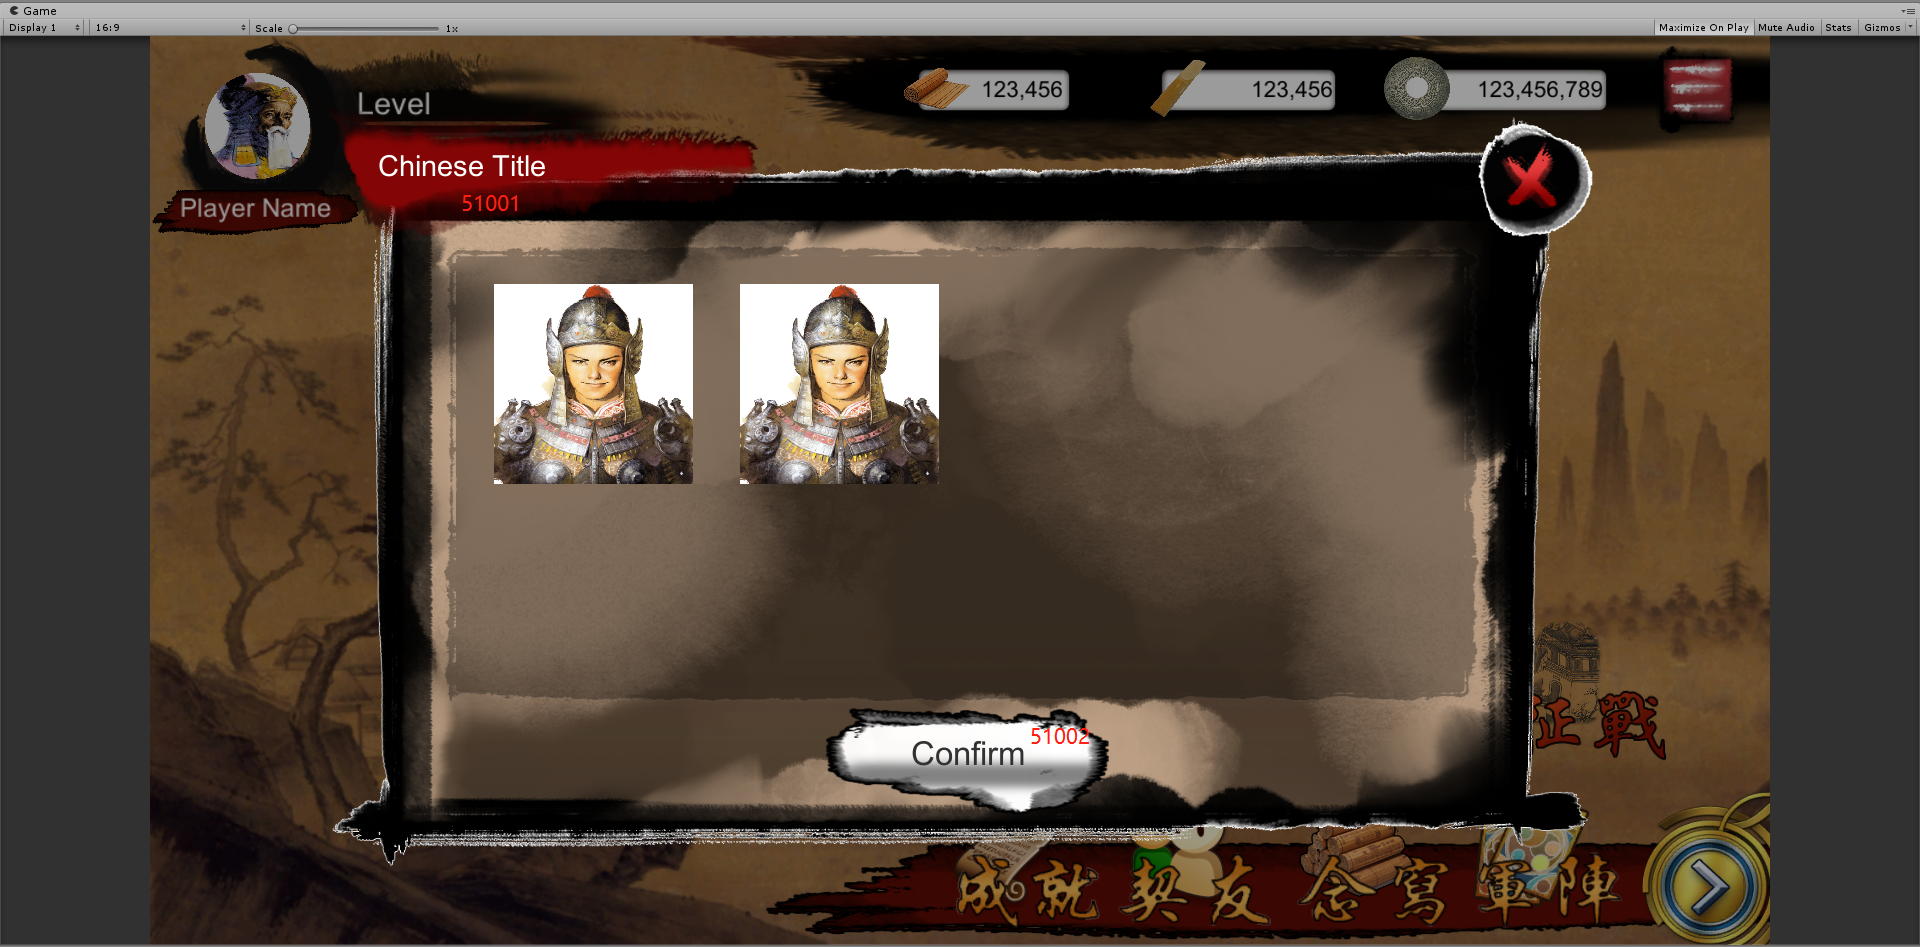 Game
Display 1
16:9
Scale
1x
Maximize On Play
Mute Audio
Stats
Gizmos
Level
123,456
123,456
123,456,789
Chinese Title
51001
Player Name
征戰
Confirm
51002
成就
契友
念寫
軍陣